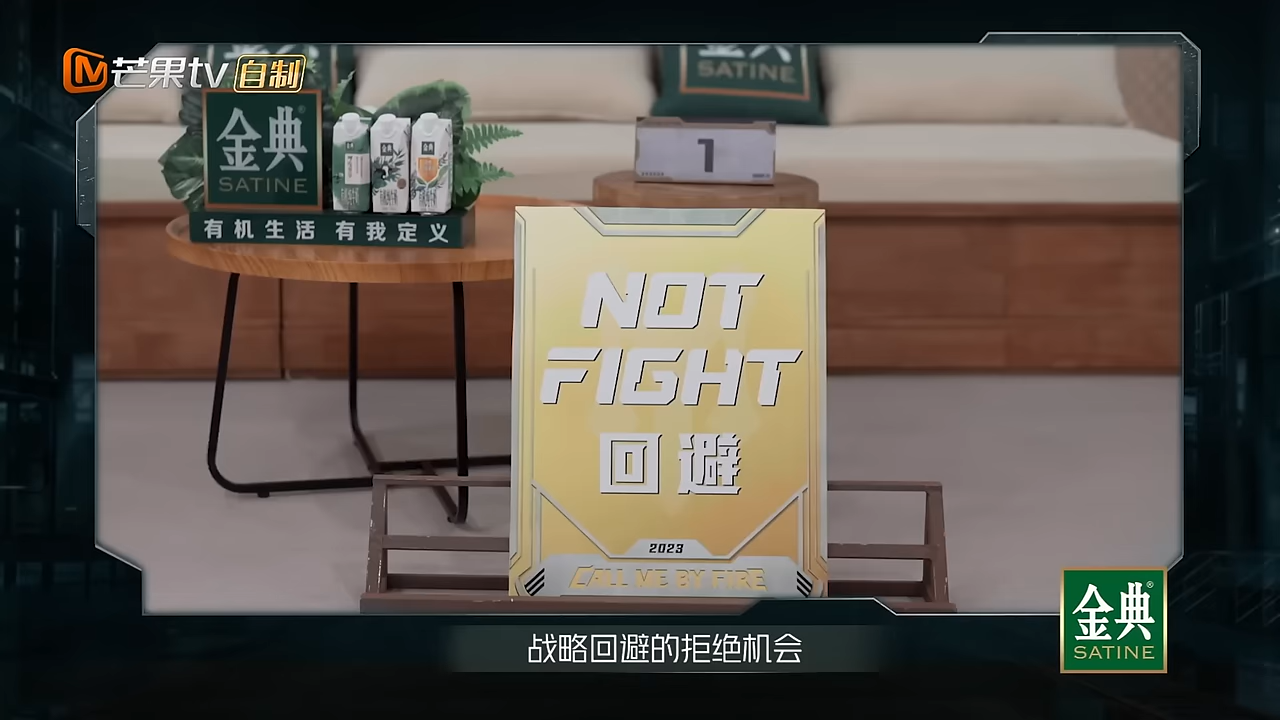 芒果tv 自制
金典
SATINE
金典
SATINE
有机生活 有我定义
1
NOT
FIGHT
回避
2023
CALL ME BY FIRE
战略回避的拒绝机会
金典
SATINE